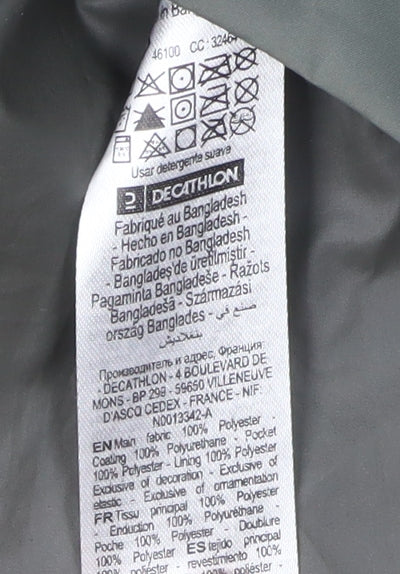 46100 CC: 3246
Usar detergente suave
DECATHLON
Fabriqué au Bangladesh
- Hecho en Bangladesh -
Fabricado no Bangladesh
- Bangladeş'de üretilmiştir -
Pagaminta Bangladeše - Ražots
Bangladešā - Származási
ország Banglades - صنع في
بنغلاديش
Производитель и адрес, Франция:
- DECATHLON - 4 BOULEVARD DE
MONS - BP 299 - 59650 VILLENEUVE
D'ASCQ CEDEX - FRANCE - NIF:
N0013342-A
EN Main fabric 100% Polyester -
Coating 100% Polyurethane - Pocket
100% Polyester - Lining 100% Polyester
Exclusive of decoration - Exclusive of
elastic - Exclusive of ornamentation
FR Tissu principal 100% Polyester
- Enduction 100% Polyuréthane -
Poche 100% Polyester - Doublure
100% Polyester ES tejido principal
100% poliester - revestimiento 100%